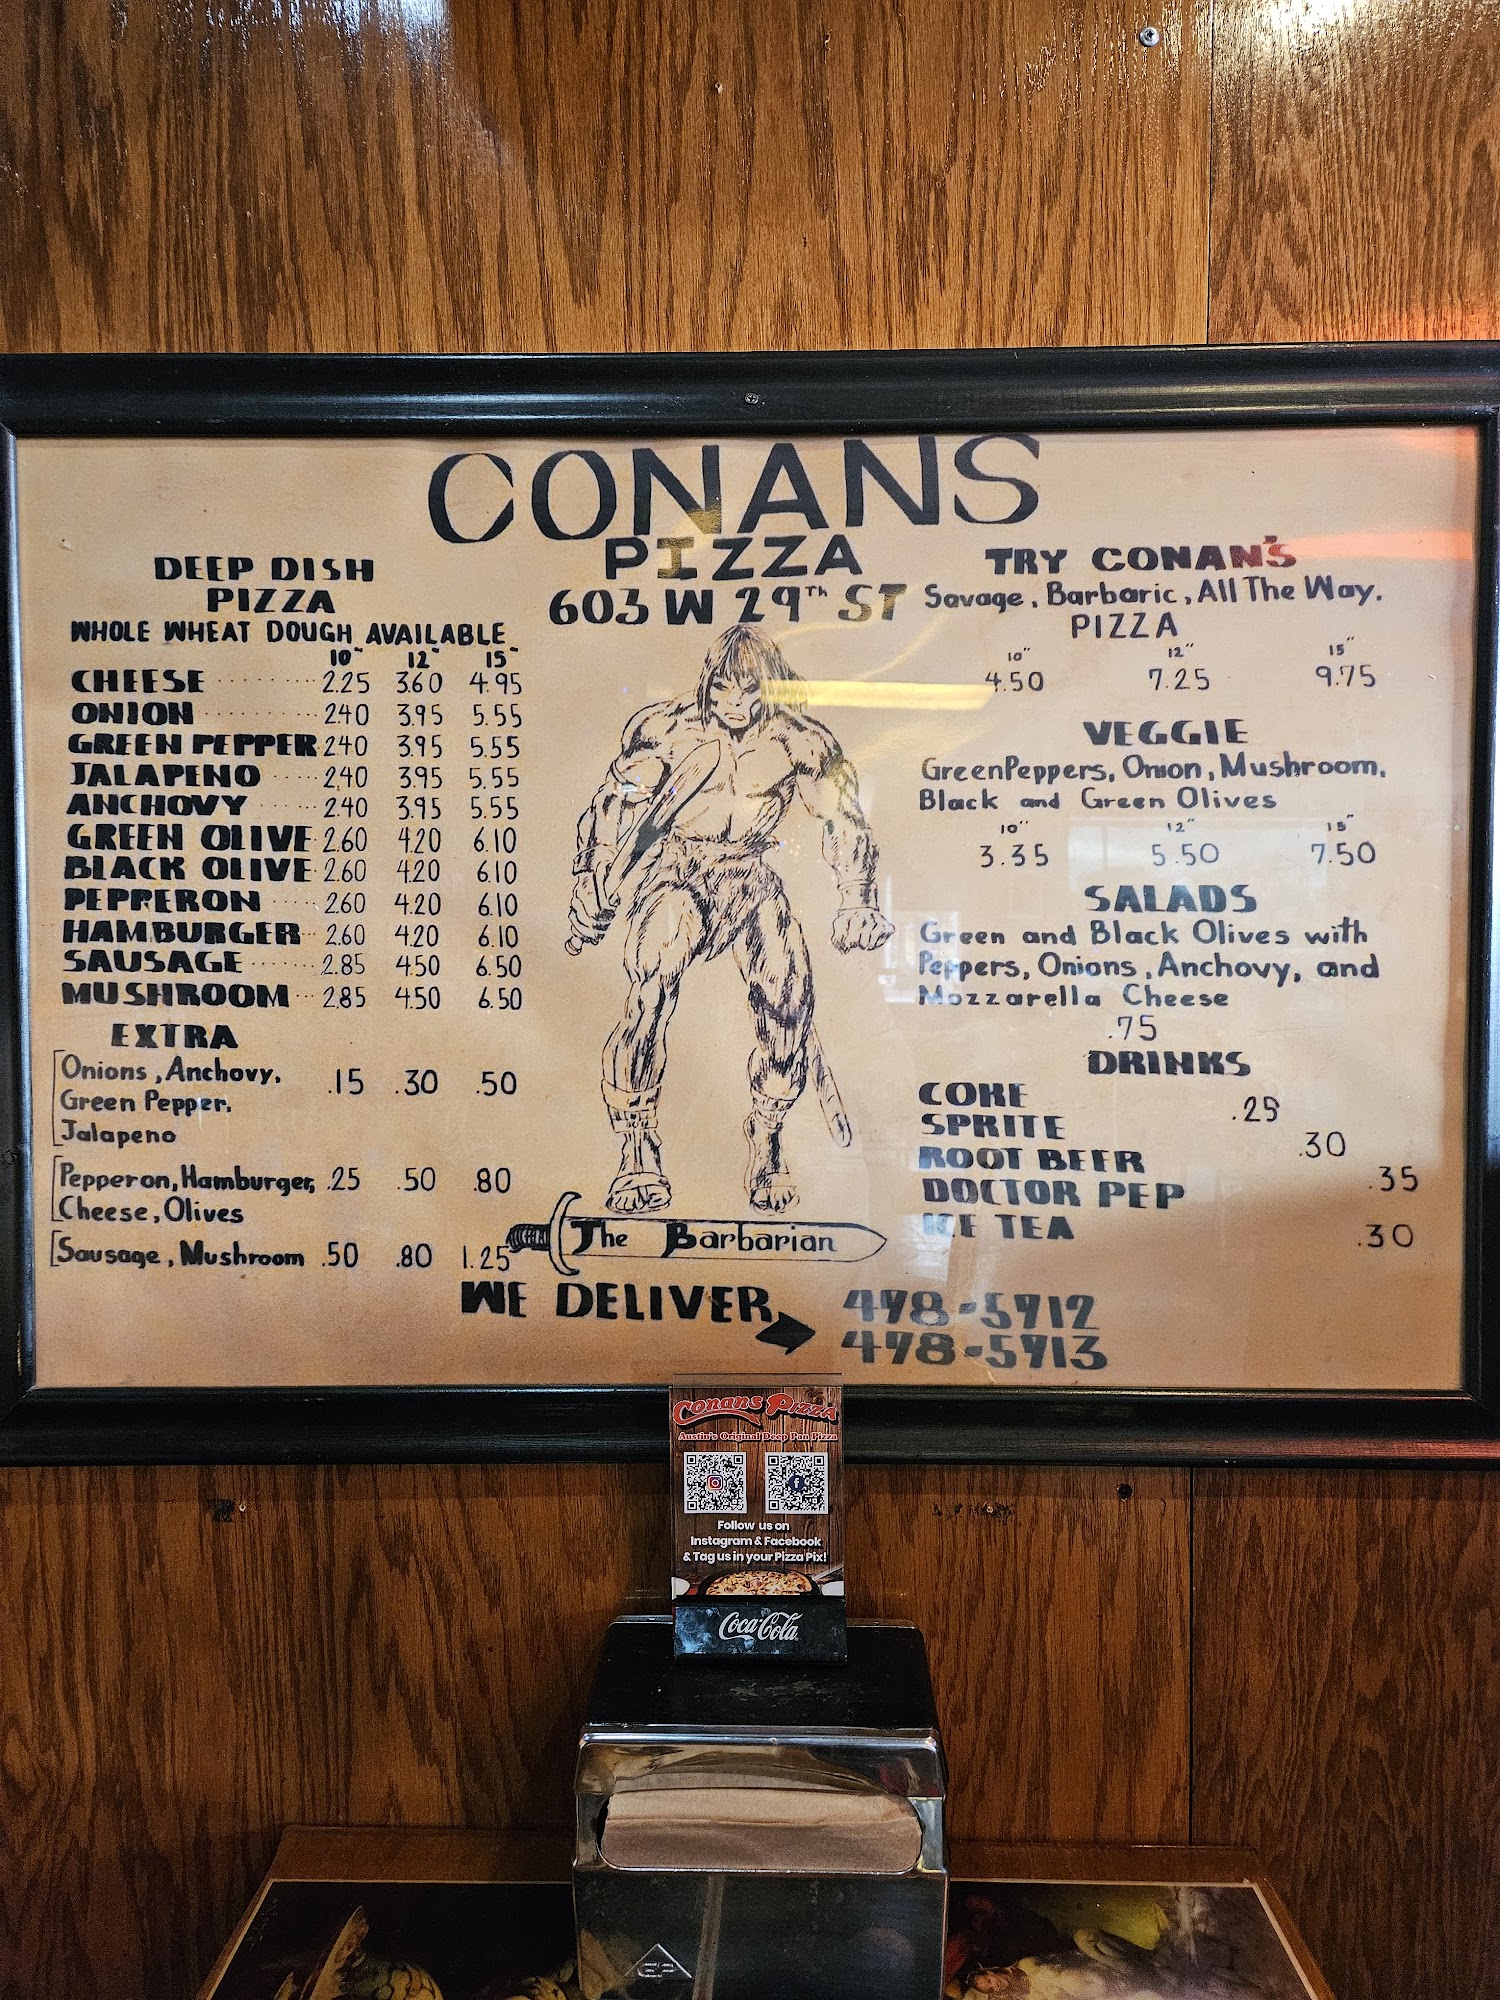 CONANS
PIZZA
603 W 29Th ST
DEEP DISH
PIZZA
WHOLE WHEAT DOUGH AVAILABLE
10" 12" 15"
CHEESE ········ 2.25 3.60 4.95
ONION ·········· 2.40 3.95 5.55
GREEN PEPPER 2.40 3.95 5.55
JALAPENO ····· 2.40 3.95 5.55
ANCHOVY ······ 2.40 3.95 5.55
GREEN OLIVE 2.60 4.20 6.10
BLACK OLIVE 2.60 4.20 6.10
PEPPERON ····· 2.60 4.20 6.10
HAMBURGER ·· 2.60 4.20 6.10
SAUSAGE ······· 2.85 4.50 6.50
MUSHROOM ··· 2.85 4.50 6.50
EXTRA
Onions, Anchovy, .15 .30 .50
Green Pepper,
Jalapeno
Pepperon, Hamburger, .25 .50 .80
Cheese, Olives
Sausage, Mushroom .50 .80 1.25
The Barbarian
TRY CONAN'S
Savage, Barbaric, All The Way.
PIZZA
10" 12" 15"
4.50 7.25 9.75
VEGGIE
GreenPeppers, Onion, Mushroom,
Black and Green Olives
10" 12" 15"
3.35 5.50 7.50
SALADS
Green and Black Olives with
Peppers, Onions, Anchovy, and
Mozzarella Cheese
.75
DRINKS
COKE .25
SPRITE .30
ROOT BEER .35
DOCTOR PEP
ICE TEA .30
WE DELIVER 478-5712
478-5713
Conans Pizza
Austin's Original Deep Pan Pizza
Follow us on
Instagram & Facebook
& Tag us in your Pizza Pix!
Coca-Cola